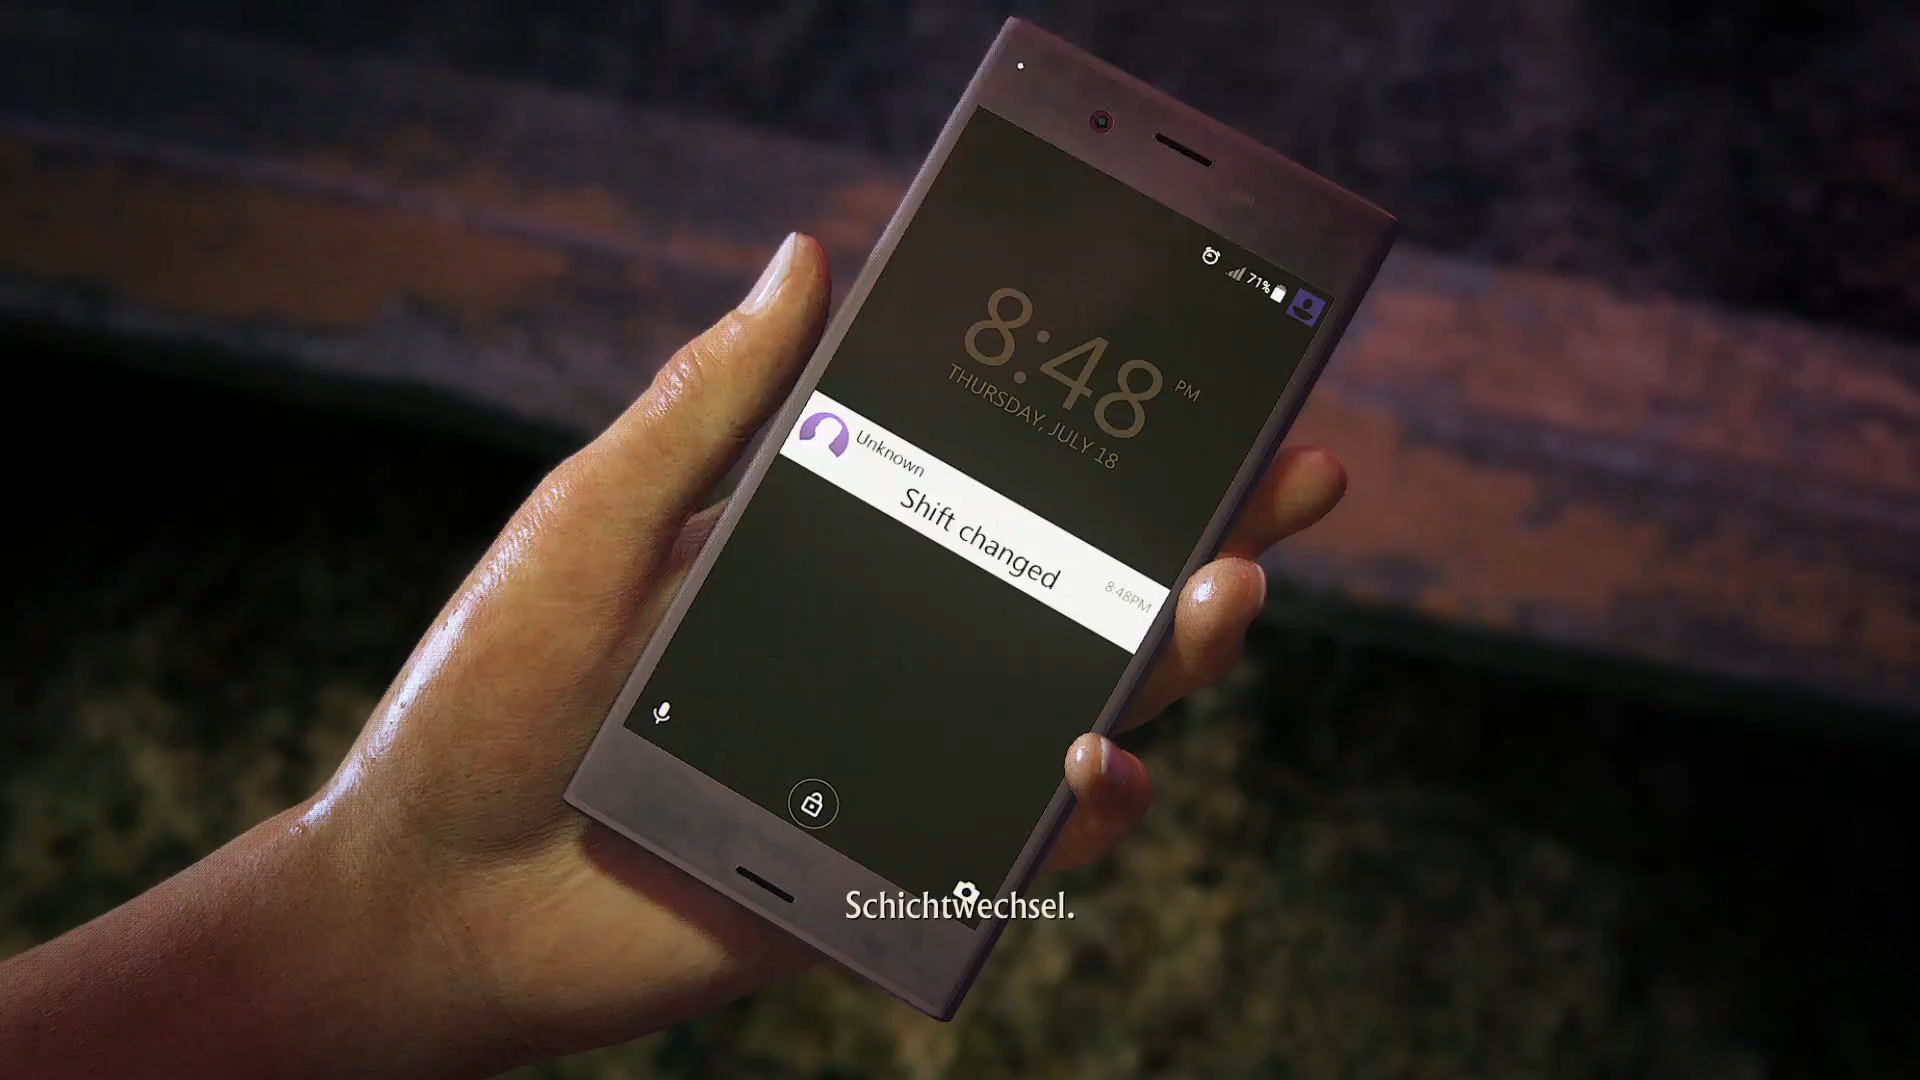 71%
8:48 PM
THURSDAY, JULY 18
Unknown
Shift changed
8:48PM
Schichtwechsel.